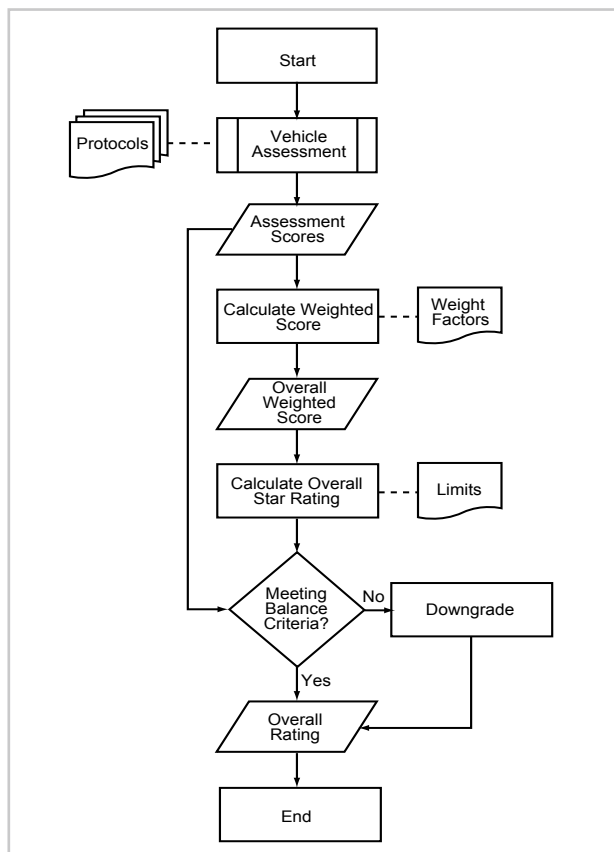 Start
Protocols
Vehicle
Assessment
Assessment
Scores
Calculate Weighted
Score
Weight
Factors
Overall
Weighted
Score
Calculate Overall
Star Rating
Limits
Meeting
Balance
Criteria?
No
Downgrade
Yes
Overall
Rating
End